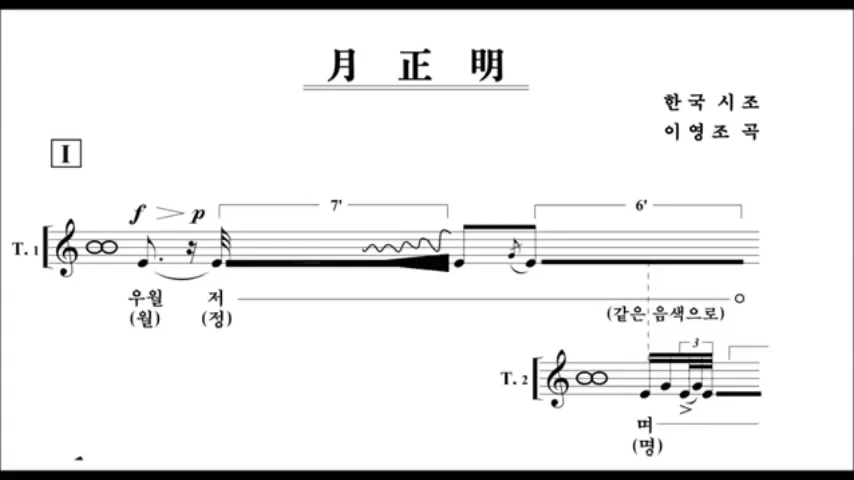 月 正 明
한국 시조
이영조 곡
I
f p 7' 6'
T. 1
우월 저
(월) (정) (같은 음색으로)
3
T. 2
며
(명)